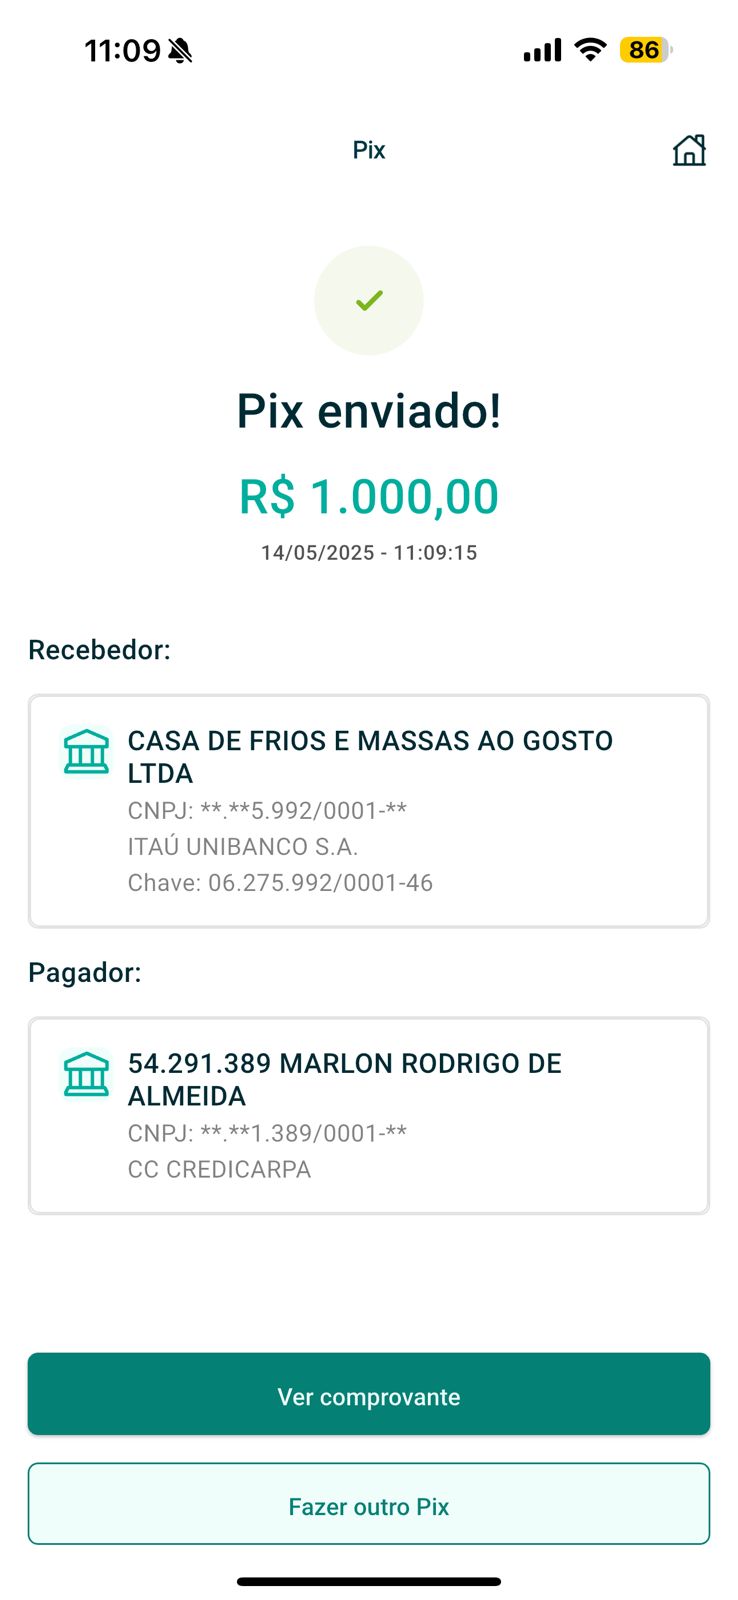 11:09
86
Pix
Pix enviado!
R$ 1.000,00
14/05/2025 - 11:09:15
Recebedor:
CASA DE FRIOS E MASSAS AO GOSTO
LTDA
CNPJ: **.**5.992/0001-**
ITAÚ UNIBANCO S.A.
Chave: 06.275.992/0001-46
Pagador:
54.291.389 MARLON RODRIGO DE
ALMEIDA
CNPJ: **.**1.389/0001-**
CC CREDICARPA
Ver comprovante
Fazer outro Pix